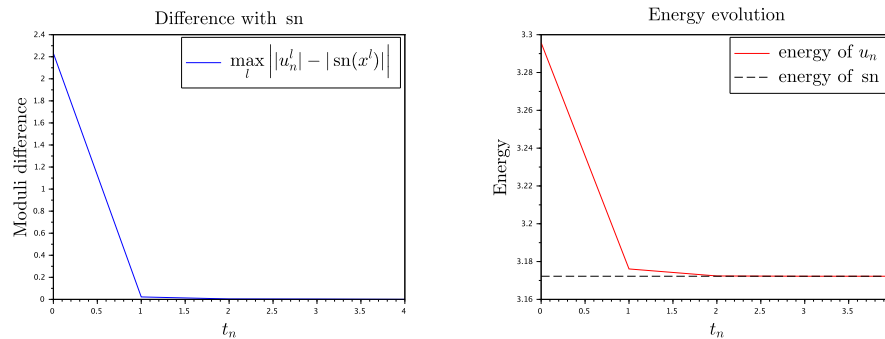 Difference with sn
2.4
2.2
2
1.8
1.6
1.4
1.2
1
0.8
0.6
0.4
0.2
0
Moduli difference
max_l ||u_n^l| − | sn(x^l)||
0 0.5 1 1.5 2 2.5 3 3.5 4
t_n
Energy evolution
3.3
3.28
3.26
3.24
3.22
3.2
3.18
3.16
Energy
energy of u_n
energy of sn
0 0.5 1 1.5 2 2.5 3 3.5
t_n